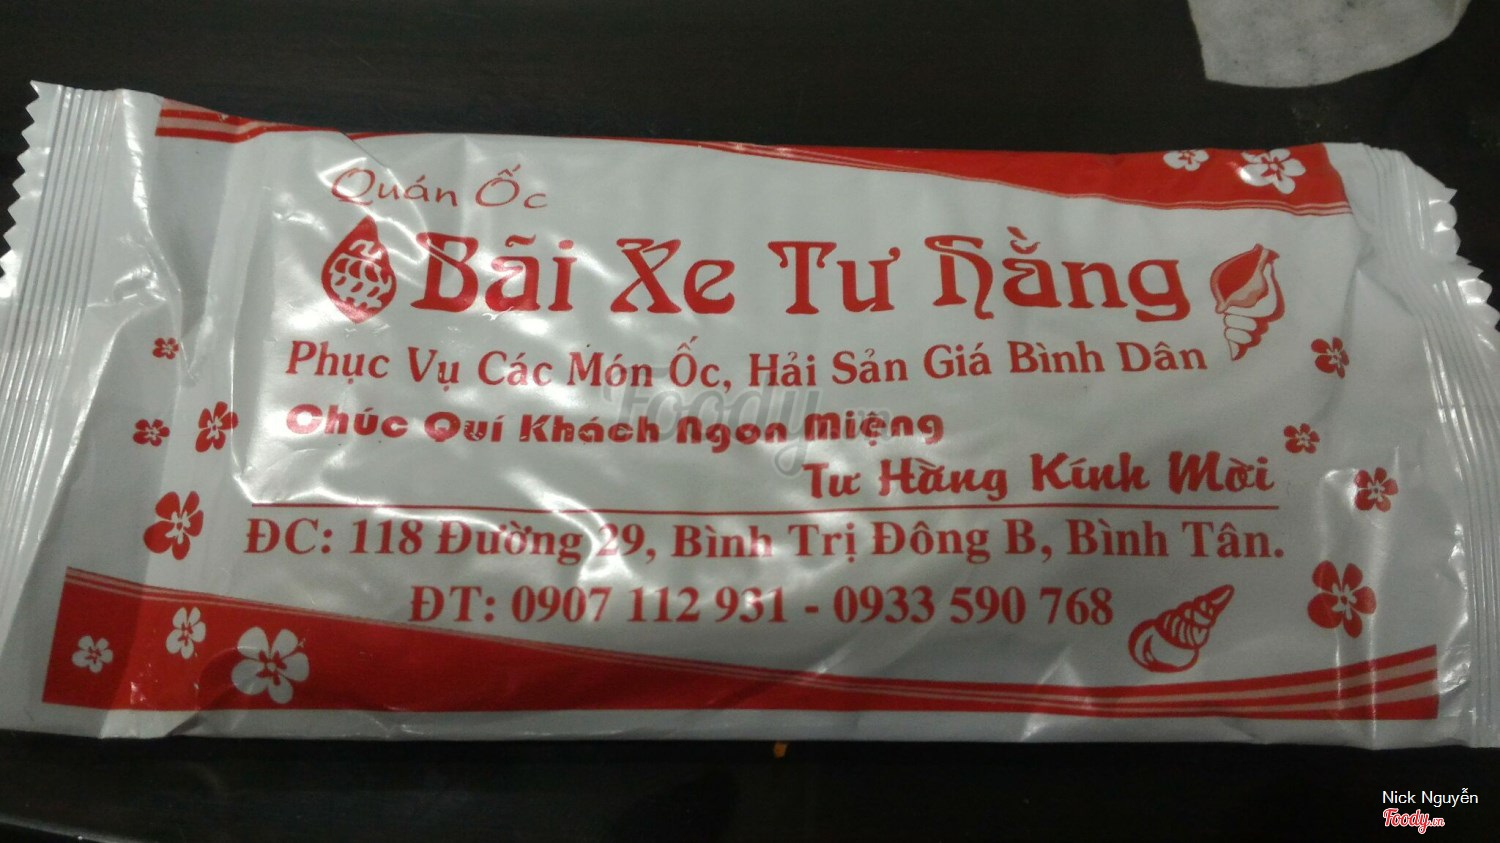 Quán Ốc
Bãi Xe Tư Hằng
Phục Vụ Các Món Ốc, Hải Sản Giá Bình Dân
Chúc Quí Khách Ngon Miệng
Tư Hằng Kính Mời
ĐC: 118 Đường 29, Bình Trị Đông B, Bình Tân.
ĐT: 0907 112 931 - 0933 590 768
Foody.vn
Nick Nguyễn
Foody.vn